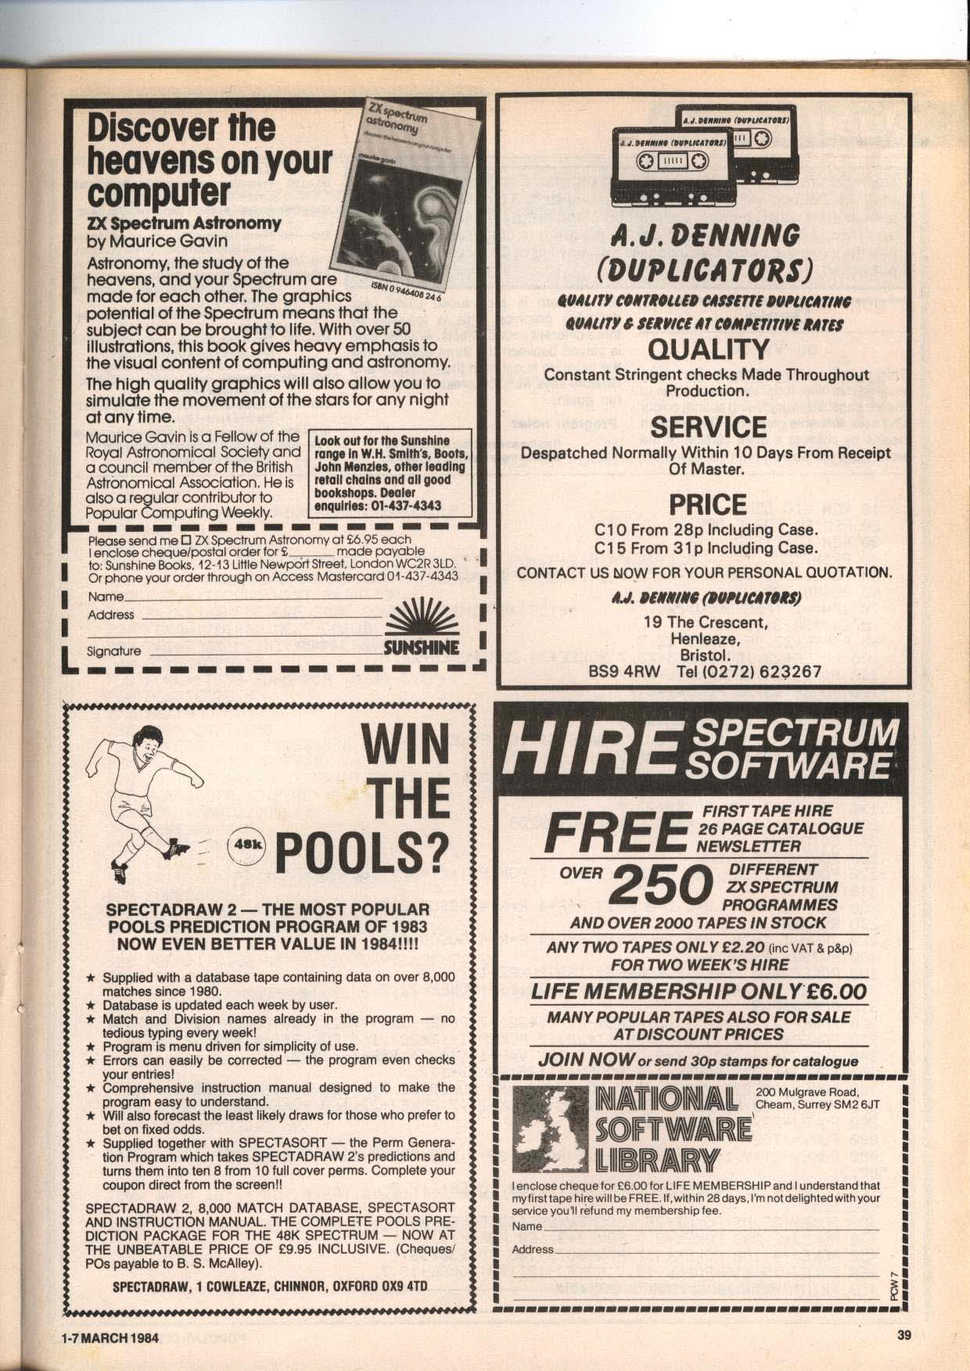 Discover the
heavens on your
computer
ZX Spectrum Astronomy
by Maurice Gavin
Astronomy, the study of the
heavens, and your Spectrum are
made for each other. The graphics
potential of the Spectrum means that the
subject can be brought to life. With over 50
illustrations, this book gives heavy emphasis to
the visual content of computing and astronomy.
The high quality graphics will also allow you to
simulate the movement of the stars for any night
at any time.
Maurice Gavin is a Fellow of the
Royal Astronomical Society and
a council member of the British
Astronomical Association. He is
also a regular contributor to
Popular Computing Weekly.
ZX spectrum
astronomy
discover the heavens on your computer
maurice gavin
ISBN 0 946408 24 6
Look out for the Sunshine
range in W.H. Smith's, Boots,
John Menzies, other leading
retail chains and all good
bookshops. Dealer
enquiries: 01-437-4343
Please send me ZX Spectrum Astronomy at £6.95 each
I enclose cheque/postal order for £______ made payable
to: Sunshine Books, 12-13 Little Newport Street, London WC2R 3LD.
Or phone your order through on Access Mastercard 01-437-4343
Name
Address
Signature
SUNSHINE
A.J. DENNING (DUPLICATORS)
A.J. DENNING (DUPLICATORS)
A.J. DENNING
(DUPLICATORS)
QUALITY CONTROLLED CASSETTE DUPLICATING
QUALITY & SERVICE AT COMPETITIVE RATES
QUALITY
Constant Stringent checks Made Throughout
Production.
SERVICE
Despatched Normally Within 10 Days From Receipt
Of Master.
PRICE
C10 From 28p Including Case.
C15 From 31p Including Case.
CONTACT US NOW FOR YOUR PERSONAL QUOTATION.
A.J. DENNING (DUPLICATORS)
19 The Crescent,
Henleaze,
Bristol.
BS9 4RW Tel (0272) 623267
WIN
THE
48k POOLS?
SPECTADRAW 2 — THE MOST POPULAR
POOLS PREDICTION PROGRAM OF 1983
NOW EVEN BETTER VALUE IN 1984!!!!
★ Supplied with a database tape containing data on over 8,000
matches since 1980.
★ Database is updated each week by user.
★ Match and Division names already in the program — no
tedious typing every week!
★ Program is menu driven for simplicity of use.
★ Errors can easily be corrected — the program even checks
your entries!
★ Comprehensive instruction manual designed to make the
program easy to understand.
★ Will also forecast the least likely draws for those who prefer to
bet on fixed odds.
★ Supplied together with SPECTASORT — the Perm Genera-
tion Program which takes SPECTADRAW 2's predictions and
turns them into ten 8 from 10 full cover perms. Complete your
coupon direct from the screen!!
SPECTADRAW 2, 8,000 MATCH DATABASE, SPECTASORT
AND INSTRUCTION MANUAL. THE COMPLETE POOLS PRE-
DICTION PACKAGE FOR THE 48K SPECTRUM — NOW AT
THE UNBEATABLE PRICE OF £9.95 INCLUSIVE. (Cheques/
POs payable to B. S. McAlley).
SPECTADRAW, 1 COWLEAZE, CHINNOR, OXFORD OX9 4TD
HIRE SPECTRUM
SOFTWARE
FREE FIRST TAPE HIRE
26 PAGE CATALOGUE
NEWSLETTER
OVER 250 DIFFERENT
ZX SPECTRUM
PROGRAMMES
AND OVER 2000 TAPES IN STOCK
ANY TWO TAPES ONLY £2.20 (inc VAT & p&p)
FOR TWO WEEK'S HIRE
LIFE MEMBERSHIP ONLY £6.00
MANY POPULAR TAPES ALSO FOR SALE
AT DISCOUNT PRICES
JOIN NOW or send 30p stamps for catalogue
NATIONAL
SOFTWARE
LIBRARY
200 Mulgrave Road,
Cheam, Surrey SM2 6JT
I enclose cheque for £6.00 for LIFE MEMBERSHIP and I understand that
my first tape hire will be FREE. If, within 28 days, I'm not delighted with your
service you'll refund my membership fee.
Name
Address
PCW 7
1-7 MARCH 1984
39